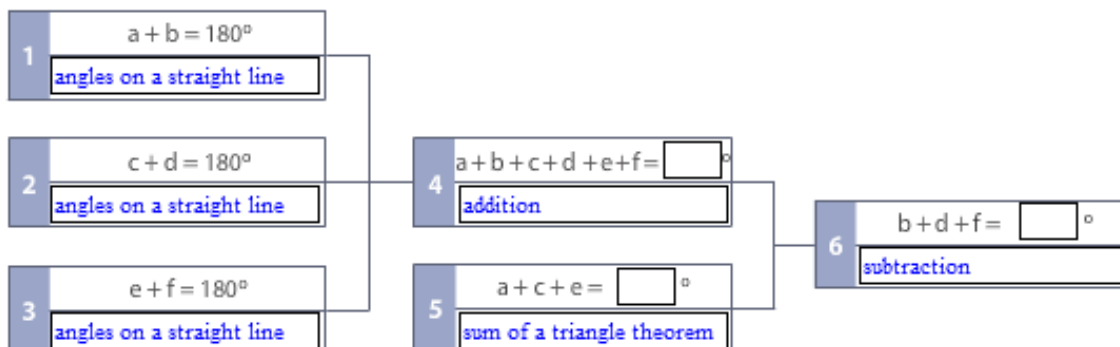 1
a + b = 180°
angles on a straight line
2
c + d = 180°
angles on a straight line
3
e + f = 180°
angles on a straight line
4
a + b + c + d + e + f = °
addition
5
a + c + e = °
sum of a triangle theorem
6
b + d + f = °
subtraction